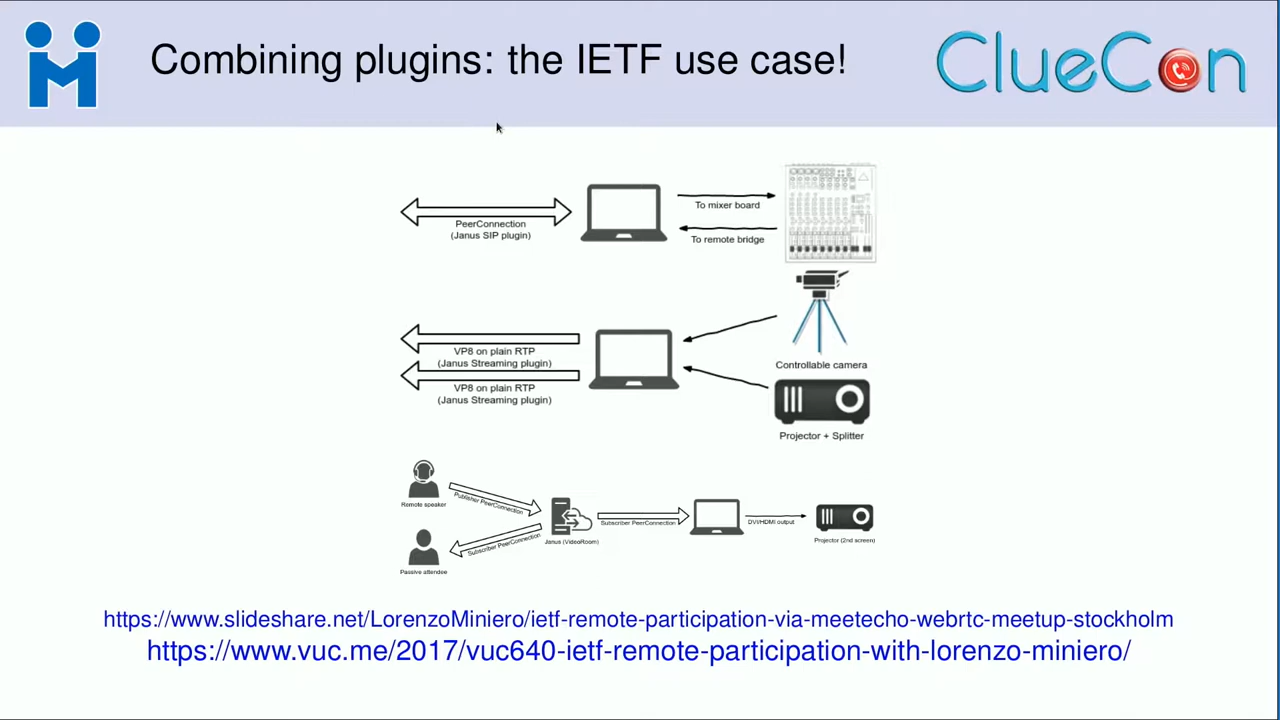 Combining plugins: the IETF use case!
ClueCon
PeerConnection
(Janus SIP plugin)
To mixer board
To remote bridge
VP8 on plain RTP
(Janus Streaming plugin)
VP8 on plain RTP
(Janus Streaming plugin)
Controllable camera
Projector + Splitter
Remote speaker
Publisher PeerConnection
Janus (VideoRoom)
Subscriber PeerConnection
DVI/HDMI output
Projector (2nd screen)
Subscriber PeerConnection
Passive attendee
https://www.slideshare.net/LorenzoMiniero/ietf-remote-participation-via-meetecho-webrtc-meetup-stockholm
https://www.vuc.me/2017/vuc640-ietf-remote-participation-with-lorenzo-miniero/